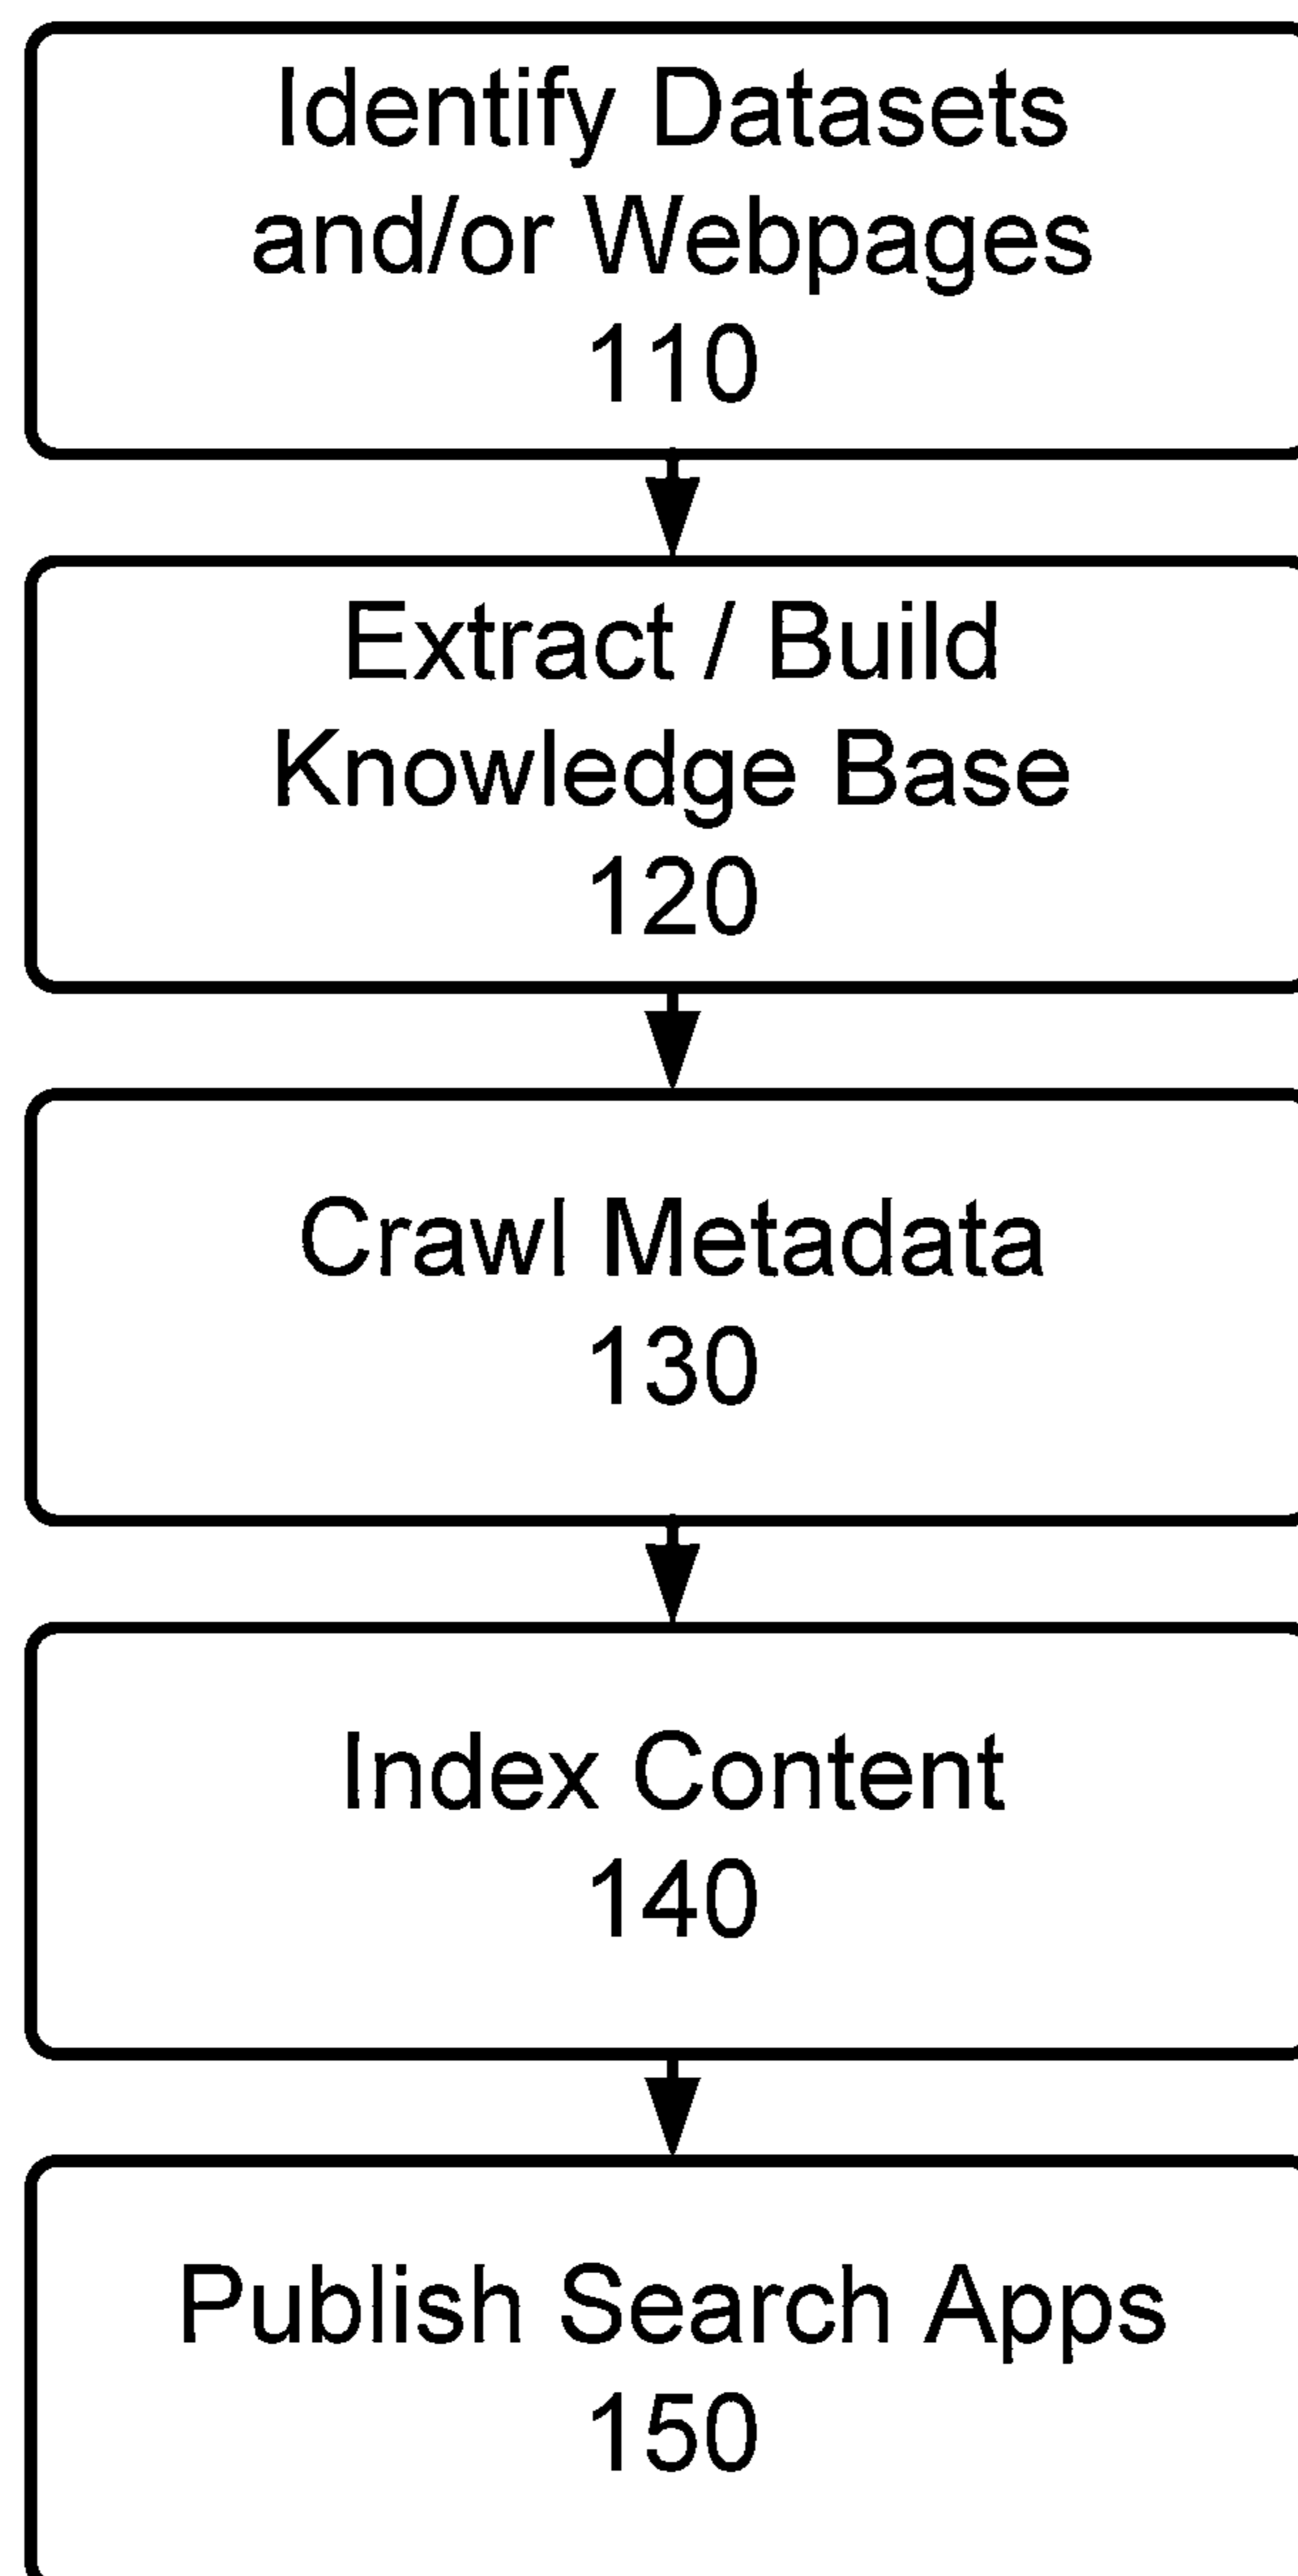 Identify Datasets
and/or Webpages
110
Extract / Build
Knowledge Base
120
Crawl Metadata
130
Index Content
140
Publish Search Apps
150